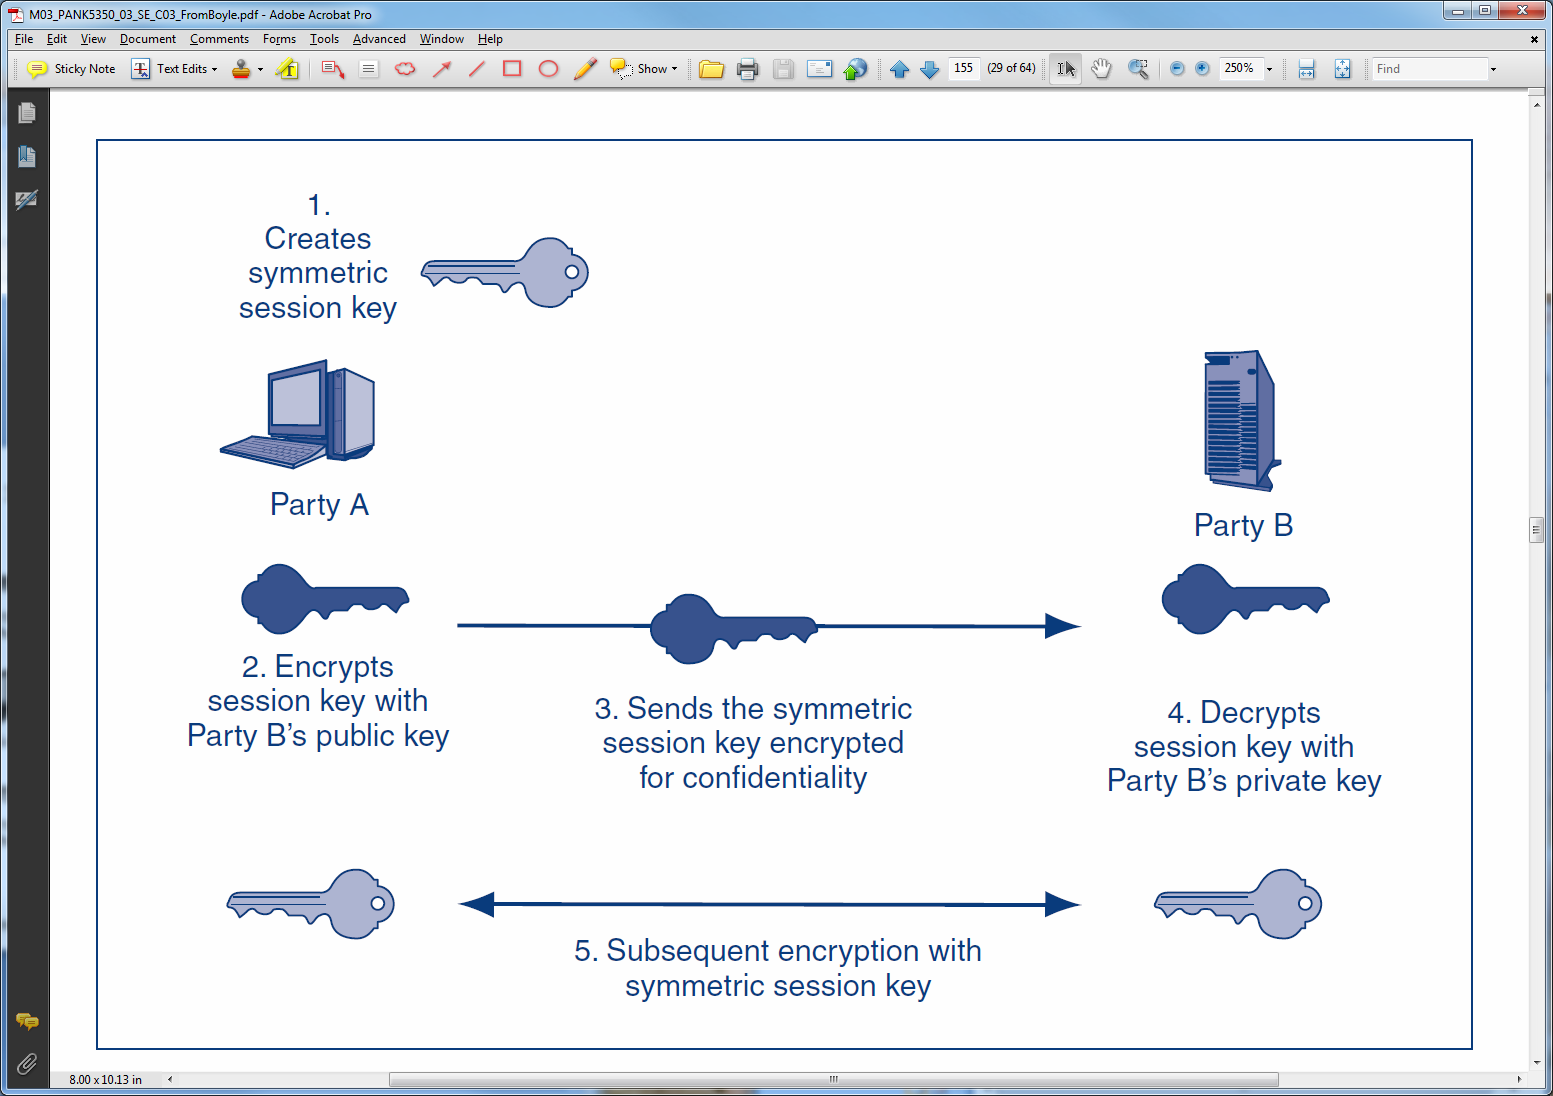 M03_PANK5350_03_SE_C03_FromBoyle.pdf - Adobe Acrobat Pro
File Edit View Document Comments Forms Tools Advanced Window Help
Sticky Note Text Edits Show 155 (29 of 64) 250% Find
1.
Creates
symmetric
session key
Party A
Party B
2. Encrypts
session key with
Party B’s public key
3. Sends the symmetric
session key encrypted
for confidentiality
4. Decrypts
session key with
Party B’s private key
5. Subsequent encryption with
symmetric session key
8.00 x 10.13 in